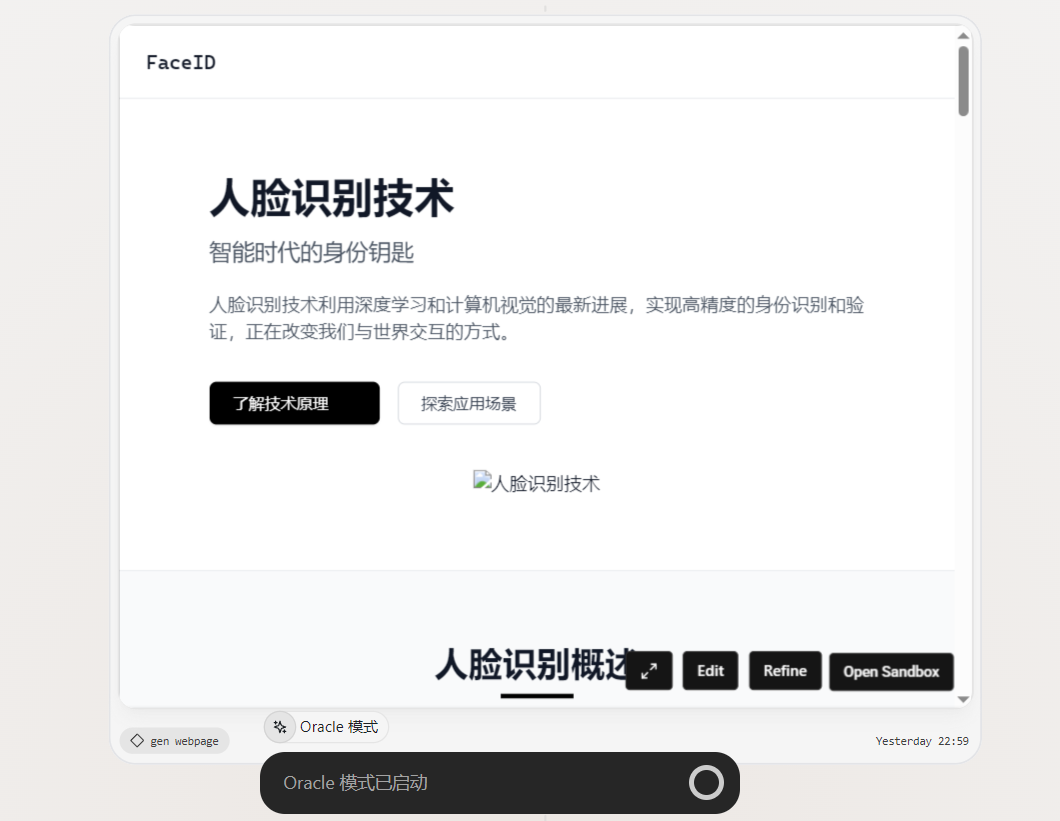 FaceID
人脸识别技术
智能时代的身份钥匙
人脸识别技术利用深度学习和计算机视觉的最新进展，实现高精度的身份识别和验
证，正在改变我们与世界交互的方式。
了解技术原理
探索应用场景
人脸识别技术
人脸识别概述
Edit
Refine
Open Sandbox
gen webpage
Oracle 模式
Yesterday 22:59
Oracle 模式已启动